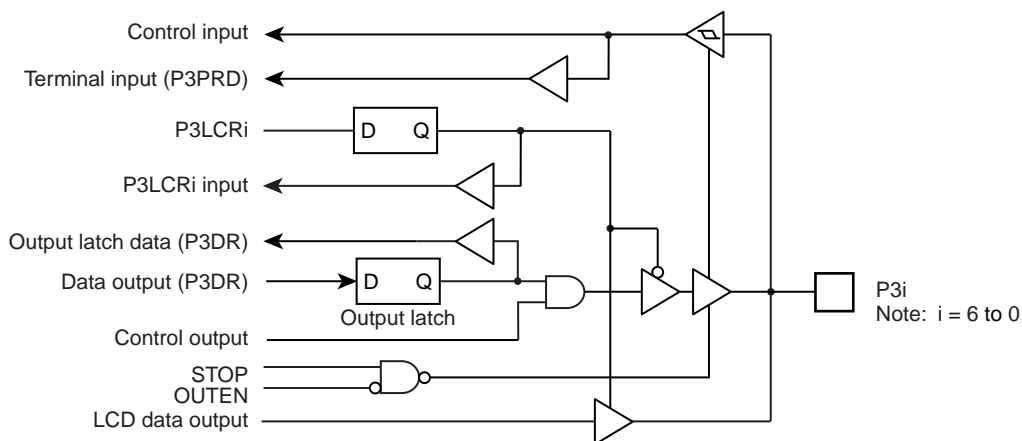 Control input
Terminal input (P3PRD)
P3LCRi
D Q
P3LCRi input
Output latch data (P3DR)
Data output (P3DR)
D Q
Output latch
P3i
Note: i = 6 to 0
Control output
STOP
OUTEN
LCD data output